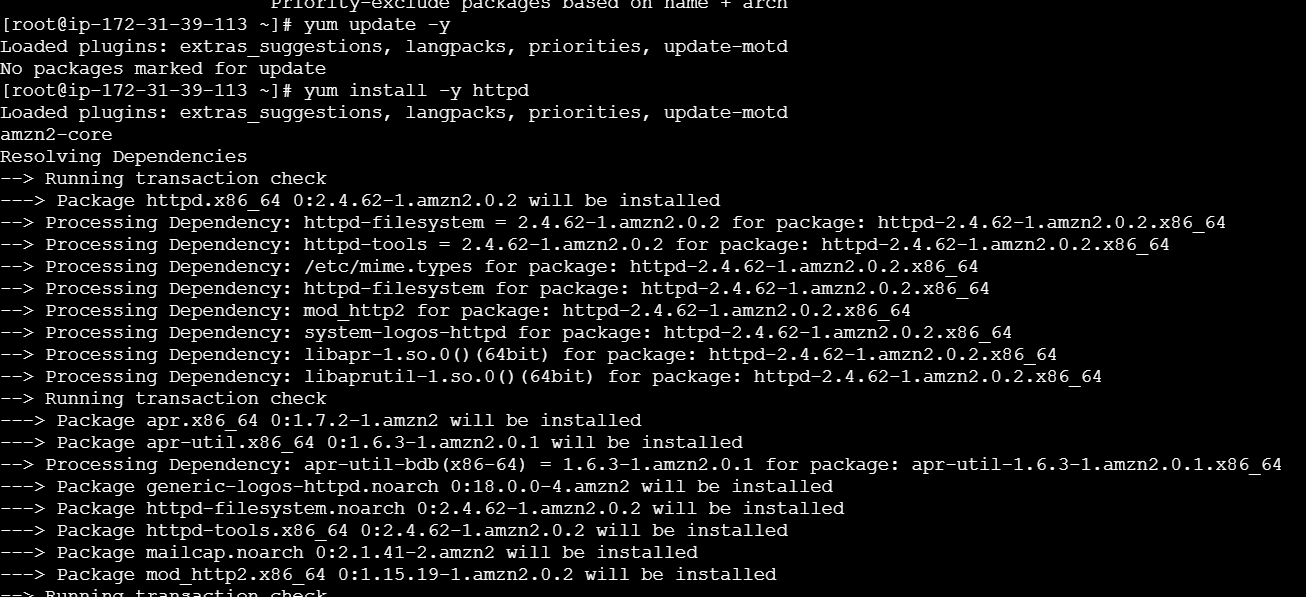 Priority-exclude packages based on name + arch
[root@ip-172-31-39-113 ~]# yum update -y
Loaded plugins: extras_suggestions, langpacks, priorities, update-motd
No packages marked for update
[root@ip-172-31-39-113 ~]# yum install -y httpd
Loaded plugins: extras_suggestions, langpacks, priorities, update-motd
amzn2-core
Resolving Dependencies
--> Running transaction check
---> Package httpd.x86_64 0:2.4.62-1.amzn2.0.2 will be installed
--> Processing Dependency: httpd-filesystem = 2.4.62-1.amzn2.0.2 for package: httpd-2.4.62-1.amzn2.0.2.x86_64
--> Processing Dependency: httpd-tools = 2.4.62-1.amzn2.0.2 for package: httpd-2.4.62-1.amzn2.0.2.x86_64
--> Processing Dependency: /etc/mime.types for package: httpd-2.4.62-1.amzn2.0.2.x86_64
--> Processing Dependency: httpd-filesystem for package: httpd-2.4.62-1.amzn2.0.2.x86_64
--> Processing Dependency: mod_http2 for package: httpd-2.4.62-1.amzn2.0.2.x86_64
--> Processing Dependency: system-logos-httpd for package: httpd-2.4.62-1.amzn2.0.2.x86_64
--> Processing Dependency: libapr-1.so.0()(64bit) for package: httpd-2.4.62-1.amzn2.0.2.x86_64
--> Processing Dependency: libaprutil-1.so.0()(64bit) for package: httpd-2.4.62-1.amzn2.0.2.x86_64
--> Running transaction check
---> Package apr.x86_64 0:1.7.2-1.amzn2 will be installed
---> Package apr-util.x86_64 0:1.6.3-1.amzn2.0.1 will be installed
--> Processing Dependency: apr-util-bdb(x86-64) = 1.6.3-1.amzn2.0.1 for package: apr-util-1.6.3-1.amzn2.0.1.x86_64
---> Package generic-logos-httpd.noarch 0:18.0.0-4.amzn2 will be installed
---> Package httpd-filesystem.noarch 0:2.4.62-1.amzn2.0.2 will be installed
---> Package httpd-tools.x86_64 0:2.4.62-1.amzn2.0.2 will be installed
---> Package mailcap.noarch 0:2.1.41-2.amzn2 will be installed
---> Package mod_http2.x86_64 0:1.15.19-1.amzn2.0.2 will be installed
--> Running transaction check